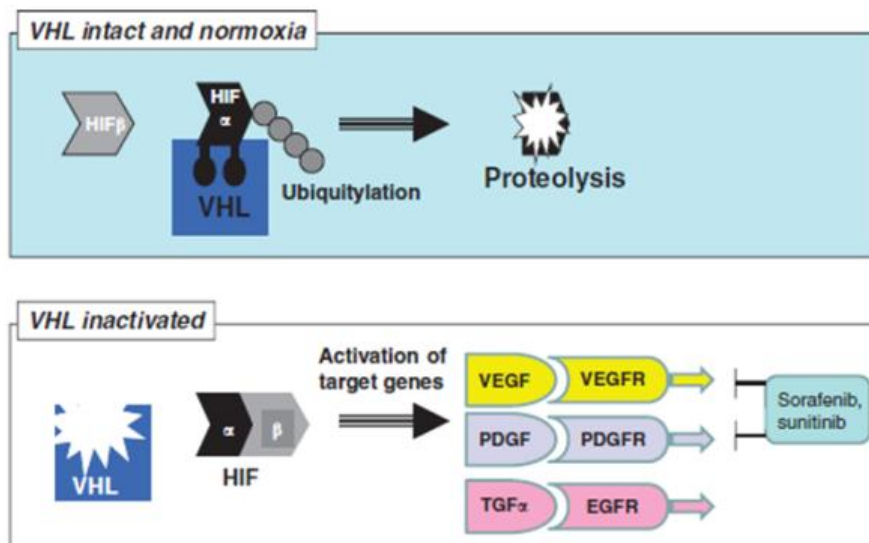 VHL intact and normoxia
HIFβ
HIF
α
VHL
Ubiquitylation
Proteolysis
VHL inactivated
VHL
α
β
HIF
Activation of
target genes
VEGF VEGFR
PDGF PDGFR
TGFα EGFR
Sorafenib,
sunitinib